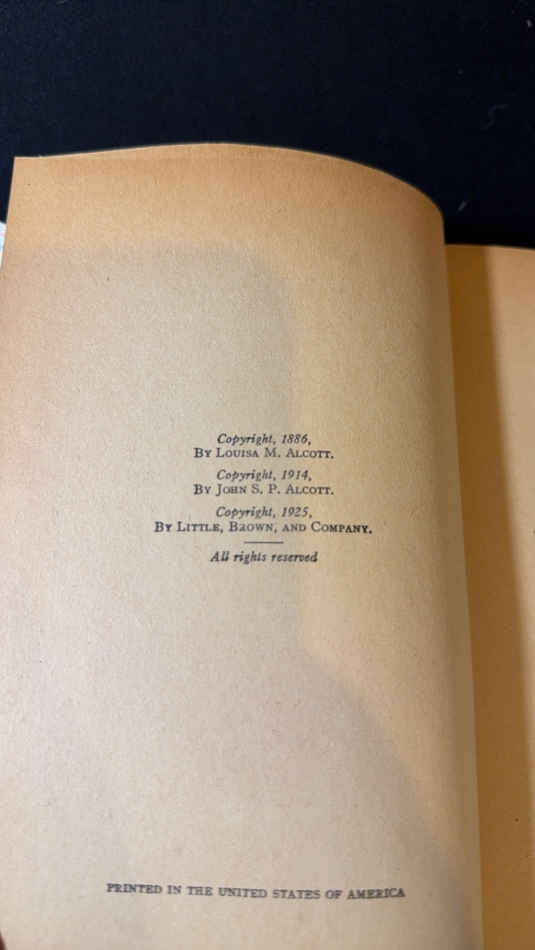 Copyright, 1886,
By Louisa M. Alcott.
Copyright, 1914,
By John S. P. Alcott.
Copyright, 1925,
By Little, Brown, and Company.
All rights reserved
PRINTED IN THE UNITED STATES OF AMERICA